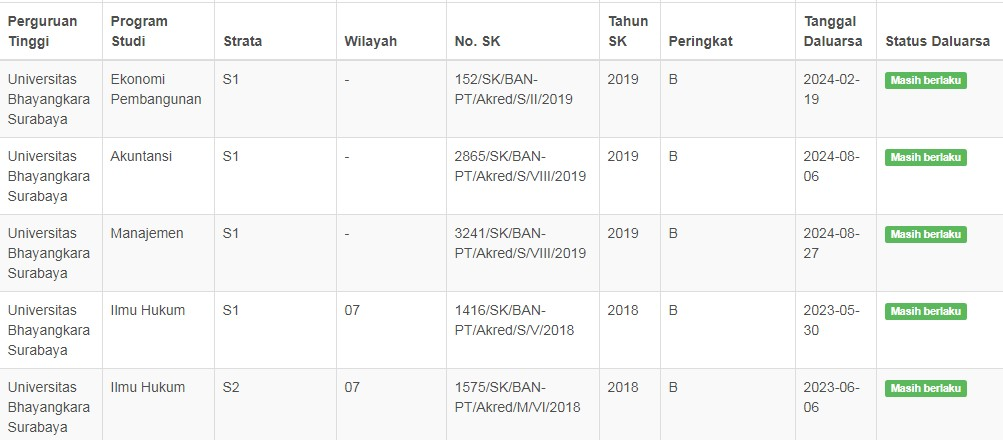 Perguruan Tinggi | Program Studi | Strata | Wilayah | No. SK | Tahun SK | Peringkat | Tanggal Daluarsa | Status Daluarsa
Universitas Bhayangkara Surabaya | Ekonomi Pembangunan | S1 | - | 152/SK/BAN-PT/Akred/S/II/2019 | 2019 | B | 2024-02-19 | Masih berlaku
Universitas Bhayangkara Surabaya | Akuntansi | S1 | - | 2865/SK/BAN-PT/Akred/S/VIII/2019 | 2019 | B | 2024-08-06 | Masih berlaku
Universitas Bhayangkara Surabaya | Manajemen | S1 | - | 3241/SK/BAN-PT/Akred/S/VIII/2019 | 2019 | B | 2024-08-27 | Masih berlaku
Universitas Bhayangkara Surabaya | Ilmu Hukum | S1 | 07 | 1416/SK/BAN-PT/Akred/S/V/2018 | 2018 | B | 2023-05-30 | Masih berlaku
Universitas Bhayangkara Surabaya | Ilmu Hukum | S2 | 07 | 1575/SK/BAN-PT/Akred/M/VI/2018 | 2018 | B | 2023-06-06 | Masih berlaku